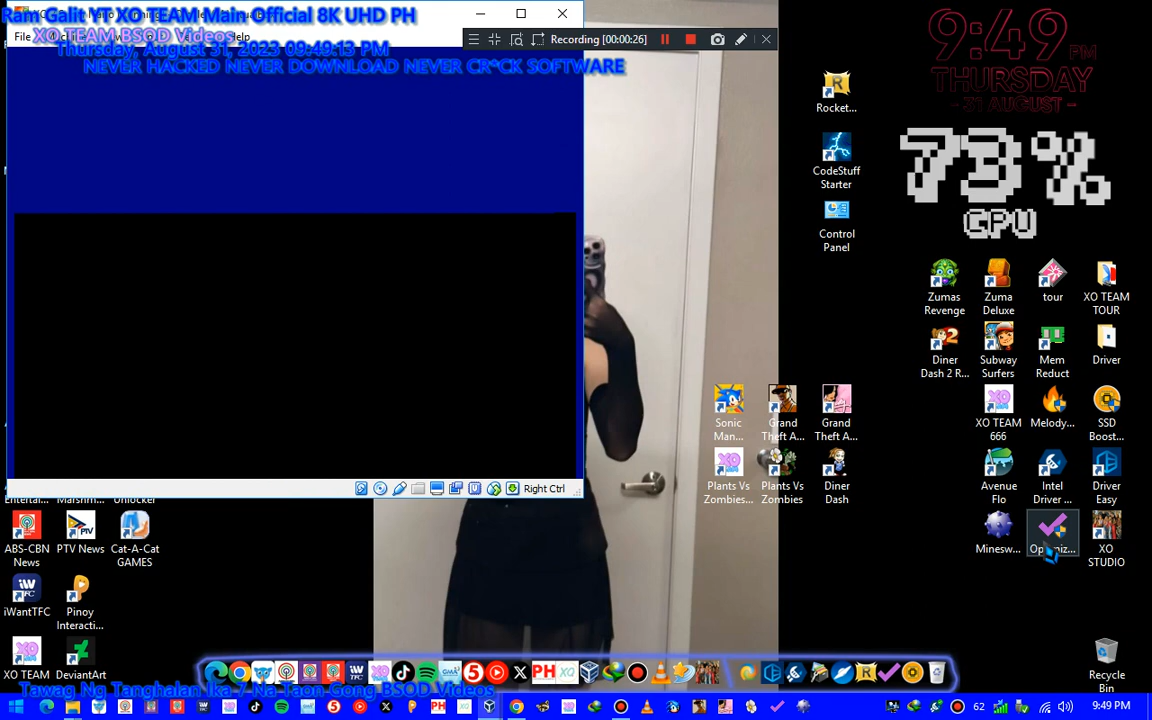 Ram Galit YT XO TEAM Main Official 8K UHD PH
XO TEAM BSOD Videos
Thursday, August 31, 2023 09:49:13 PM
NEVER HACKED NEVER DOWNLOAD NEVER CR*CK SOFTWARE
File
Help
Recording [00:00:26]
9:49 PM
THURSDAY
- 31 AUGUST -
73%
CPU
Rocket...
CodeStuff
Starter
Control
Panel
Zumas
Revenge
Zuma
Deluxe
tour
XO TEAM
TOUR
Diner
Dash 2 R...
Subway
Surfers
Mem
Reduct
Driver
Sonic
Man...
Grand
Theft A...
Grand
Theft A...
XO TEAM
666
Melody...
SSD
Boost...
Plants Vs
Zombies...
Plants Vs
Zombies
Diner
Dash
Avenue
Flo
Intel
Driver ...
Driver
Easy
Right Ctrl
Entertai...
Unlocker
ABS-CBN
News
PTV News
Cat-A-Cat
GAMES
Minesw...
Optimiz...
XO
STUDIO
iWantTFC
Pinoy
Interacti...
XO TEAM
DeviantArt
Recycle
Bin
Tawag Ng Tanghalan Ika 7 Na Taon Gong BSOD Videos
62
9:49 PM